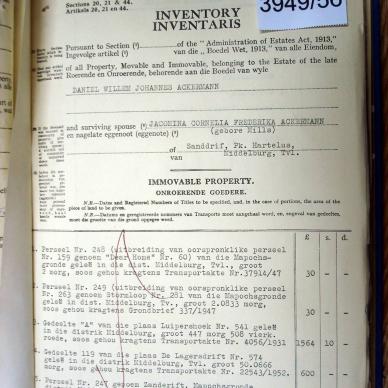 3949/56
Sections 20, 21 & 44.
Artikels 20, 21 en 44.
INVENTORY
INVENTARIS
Pursuant to Section (¹) of the "Administration of Estates Act, 1913,"
Ingevolge artikel (¹) van die „Boedel Wet, 1913," van alle Eiendom,
of all Property, Movable and Immovable, belonging to the Estate of the late
Roerende en Onroerende, behorende aan die Boedel van wyle
DANIEL WILLEM JOHANNES ACKERMANN
and surviving spouse (³) JACOMINA CORNELIA FREDERIKA ACKERMANN
en nagelate eggenoot (eggenote) (³) (gebore Mills)
of Sanddrif, Pk. Hartelus,
van Middelburg, Tvl.
IMMOVABLE PROPERTY.
ONROERENDE GOEDERE.
N.B.—Dates and Registered Numbers of Titles to be specified, and, in the case of portions, the area of the
piece of land to be given.
N.B.—Datums en geregistreerde nommers van Transporte moet aangehaal word, en, ingeval van gedeeltes,
moet die grootte van die grond opgegee word.
£ s. d.
Perseel Nr. 248 (uitbreiding van oorspronklike perseel
Nr. 159 genoem "Dear Home" Nr. 60) van die Mapochs-
gronde geleë in die dist. Middelburg, Tvl., groot
2 morg, soos gehou kragtens Transportakte Nr.37914/47 30 - -
Perseel Nr. 249 (uitbreiding van oorspronklike perseel
Nr. 263 genoem Stormloop Nr. 281 van die Mapochsgronde
geleë in dist. Middelburg, Tv., groot 2.0833 morg,
soos gehou kragtens Grondbrief 337/1947 30 - -
Gedeelte "A" van die plaas Luipershoek Nr. 541 geleë
in die distrik Middelburg, groot 447 morg 508 vierk.
roede, soos gehou kragtens Transportakte Nr. 4056/1931 1564 10 -
Gedeelte 119 van die plaas De Lagersdrift Nr. 574
geleë in die distrik Middelburg, Tvl. groot 50.0666
morg, soos gehou kragtens Transportakte Nr. 22543/1952. 600 - -
Perseel Nr. 247 genoem Zanderift, Mapochsgronde